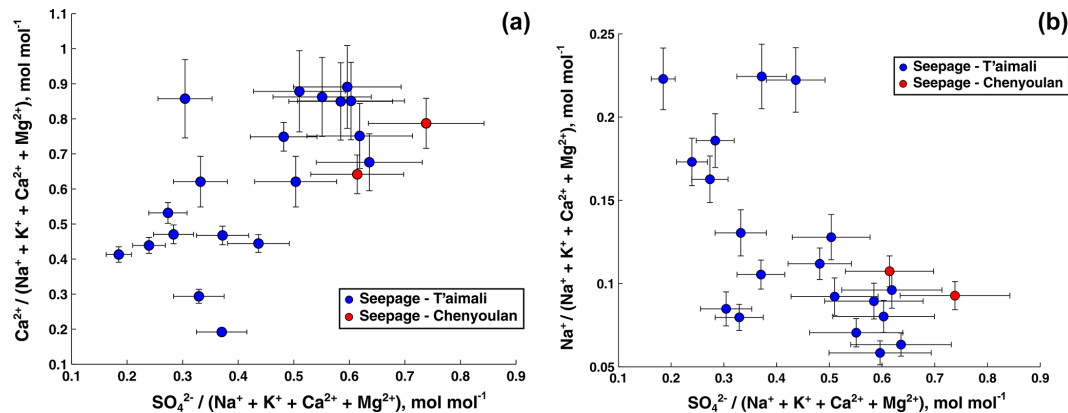 (a)
Ca²⁺ / (Na⁺ + K⁺ + Ca²⁺ + Mg²⁺), mol mol⁻¹
1.1
1
0.9
0.8
0.7
0.6
0.5
0.4
0.3
0.2
0.1
Seepage - T'aimali
Seepage - Chenyoulan
0.1 0.2 0.3 0.4 0.5 0.6 0.7 0.8 0.9
SO₄²⁻ / (Na⁺ + K⁺ + Ca²⁺ + Mg²⁺), mol mol⁻¹
(b)
Na⁺ / (Na⁺ + K⁺ + Ca²⁺ + Mg²⁺), mol mol⁻¹
0.25
0.2
0.15
0.1
0.05
Seepage - T'aimali
Seepage - Chenyoulan
0.1 0.2 0.3 0.4 0.5 0.6 0.7 0.8 0.9
SO₄²⁻ / (Na⁺ + K⁺ + Ca²⁺ + Mg²⁺), mol mol⁻¹